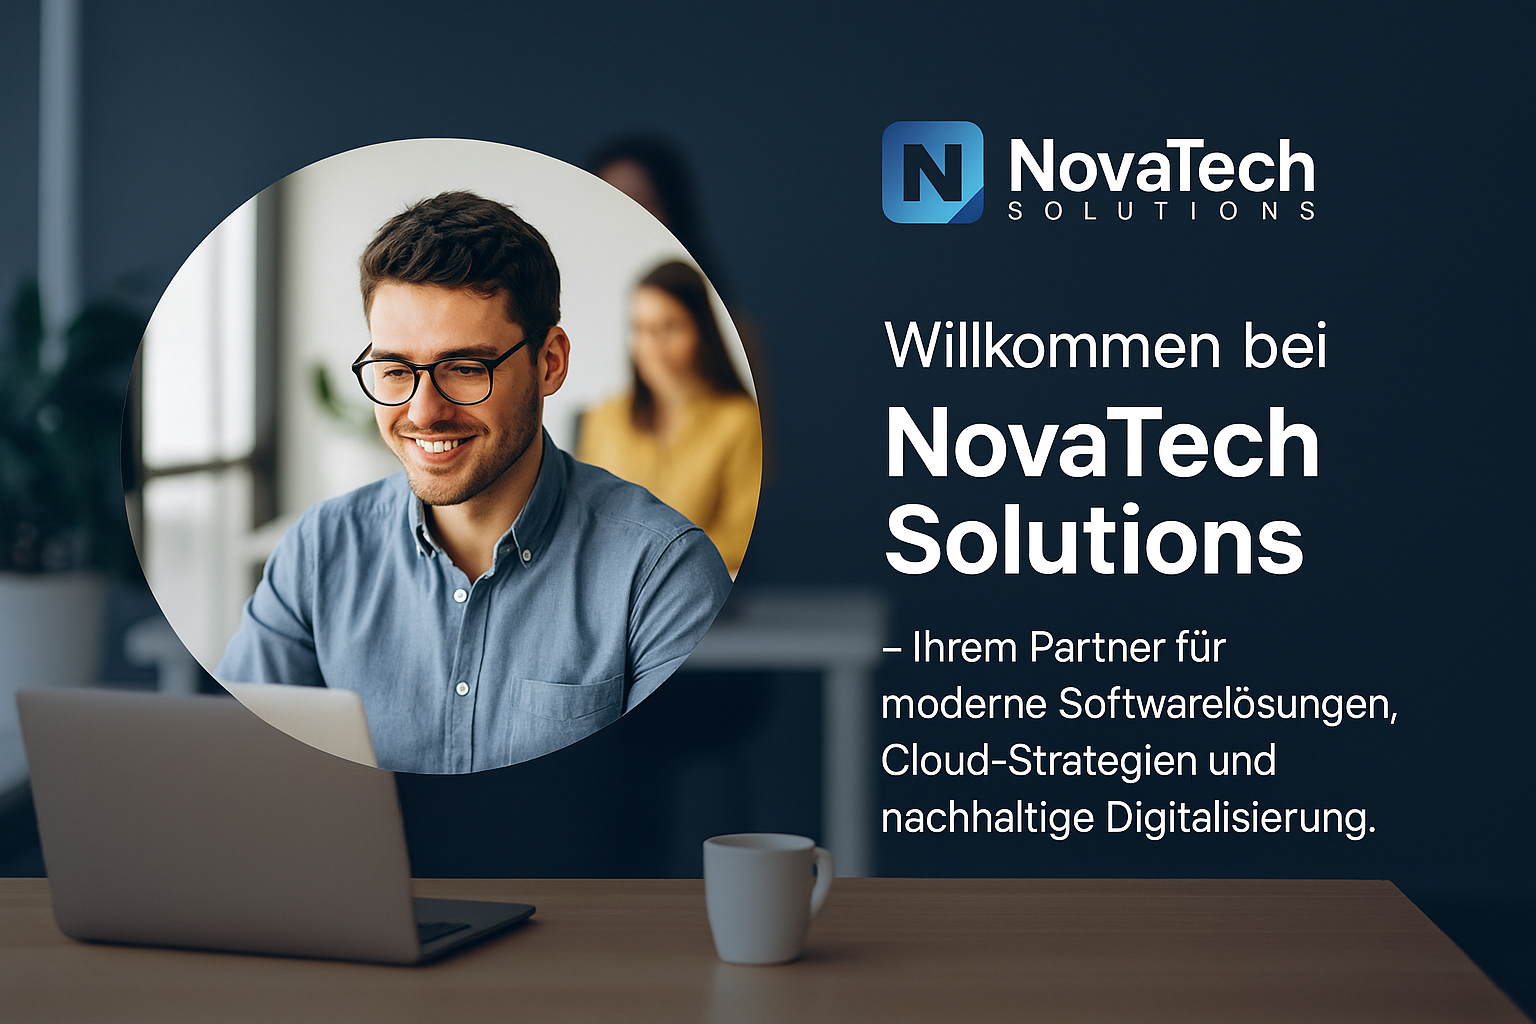 N
NovaTech
SOLUTIONS
Willkommen bei
NovaTech
Solutions
– Ihrem Partner für
moderne Softwarelösungen,
Cloud-Strategien und
nachhaltige Digitalisierung.